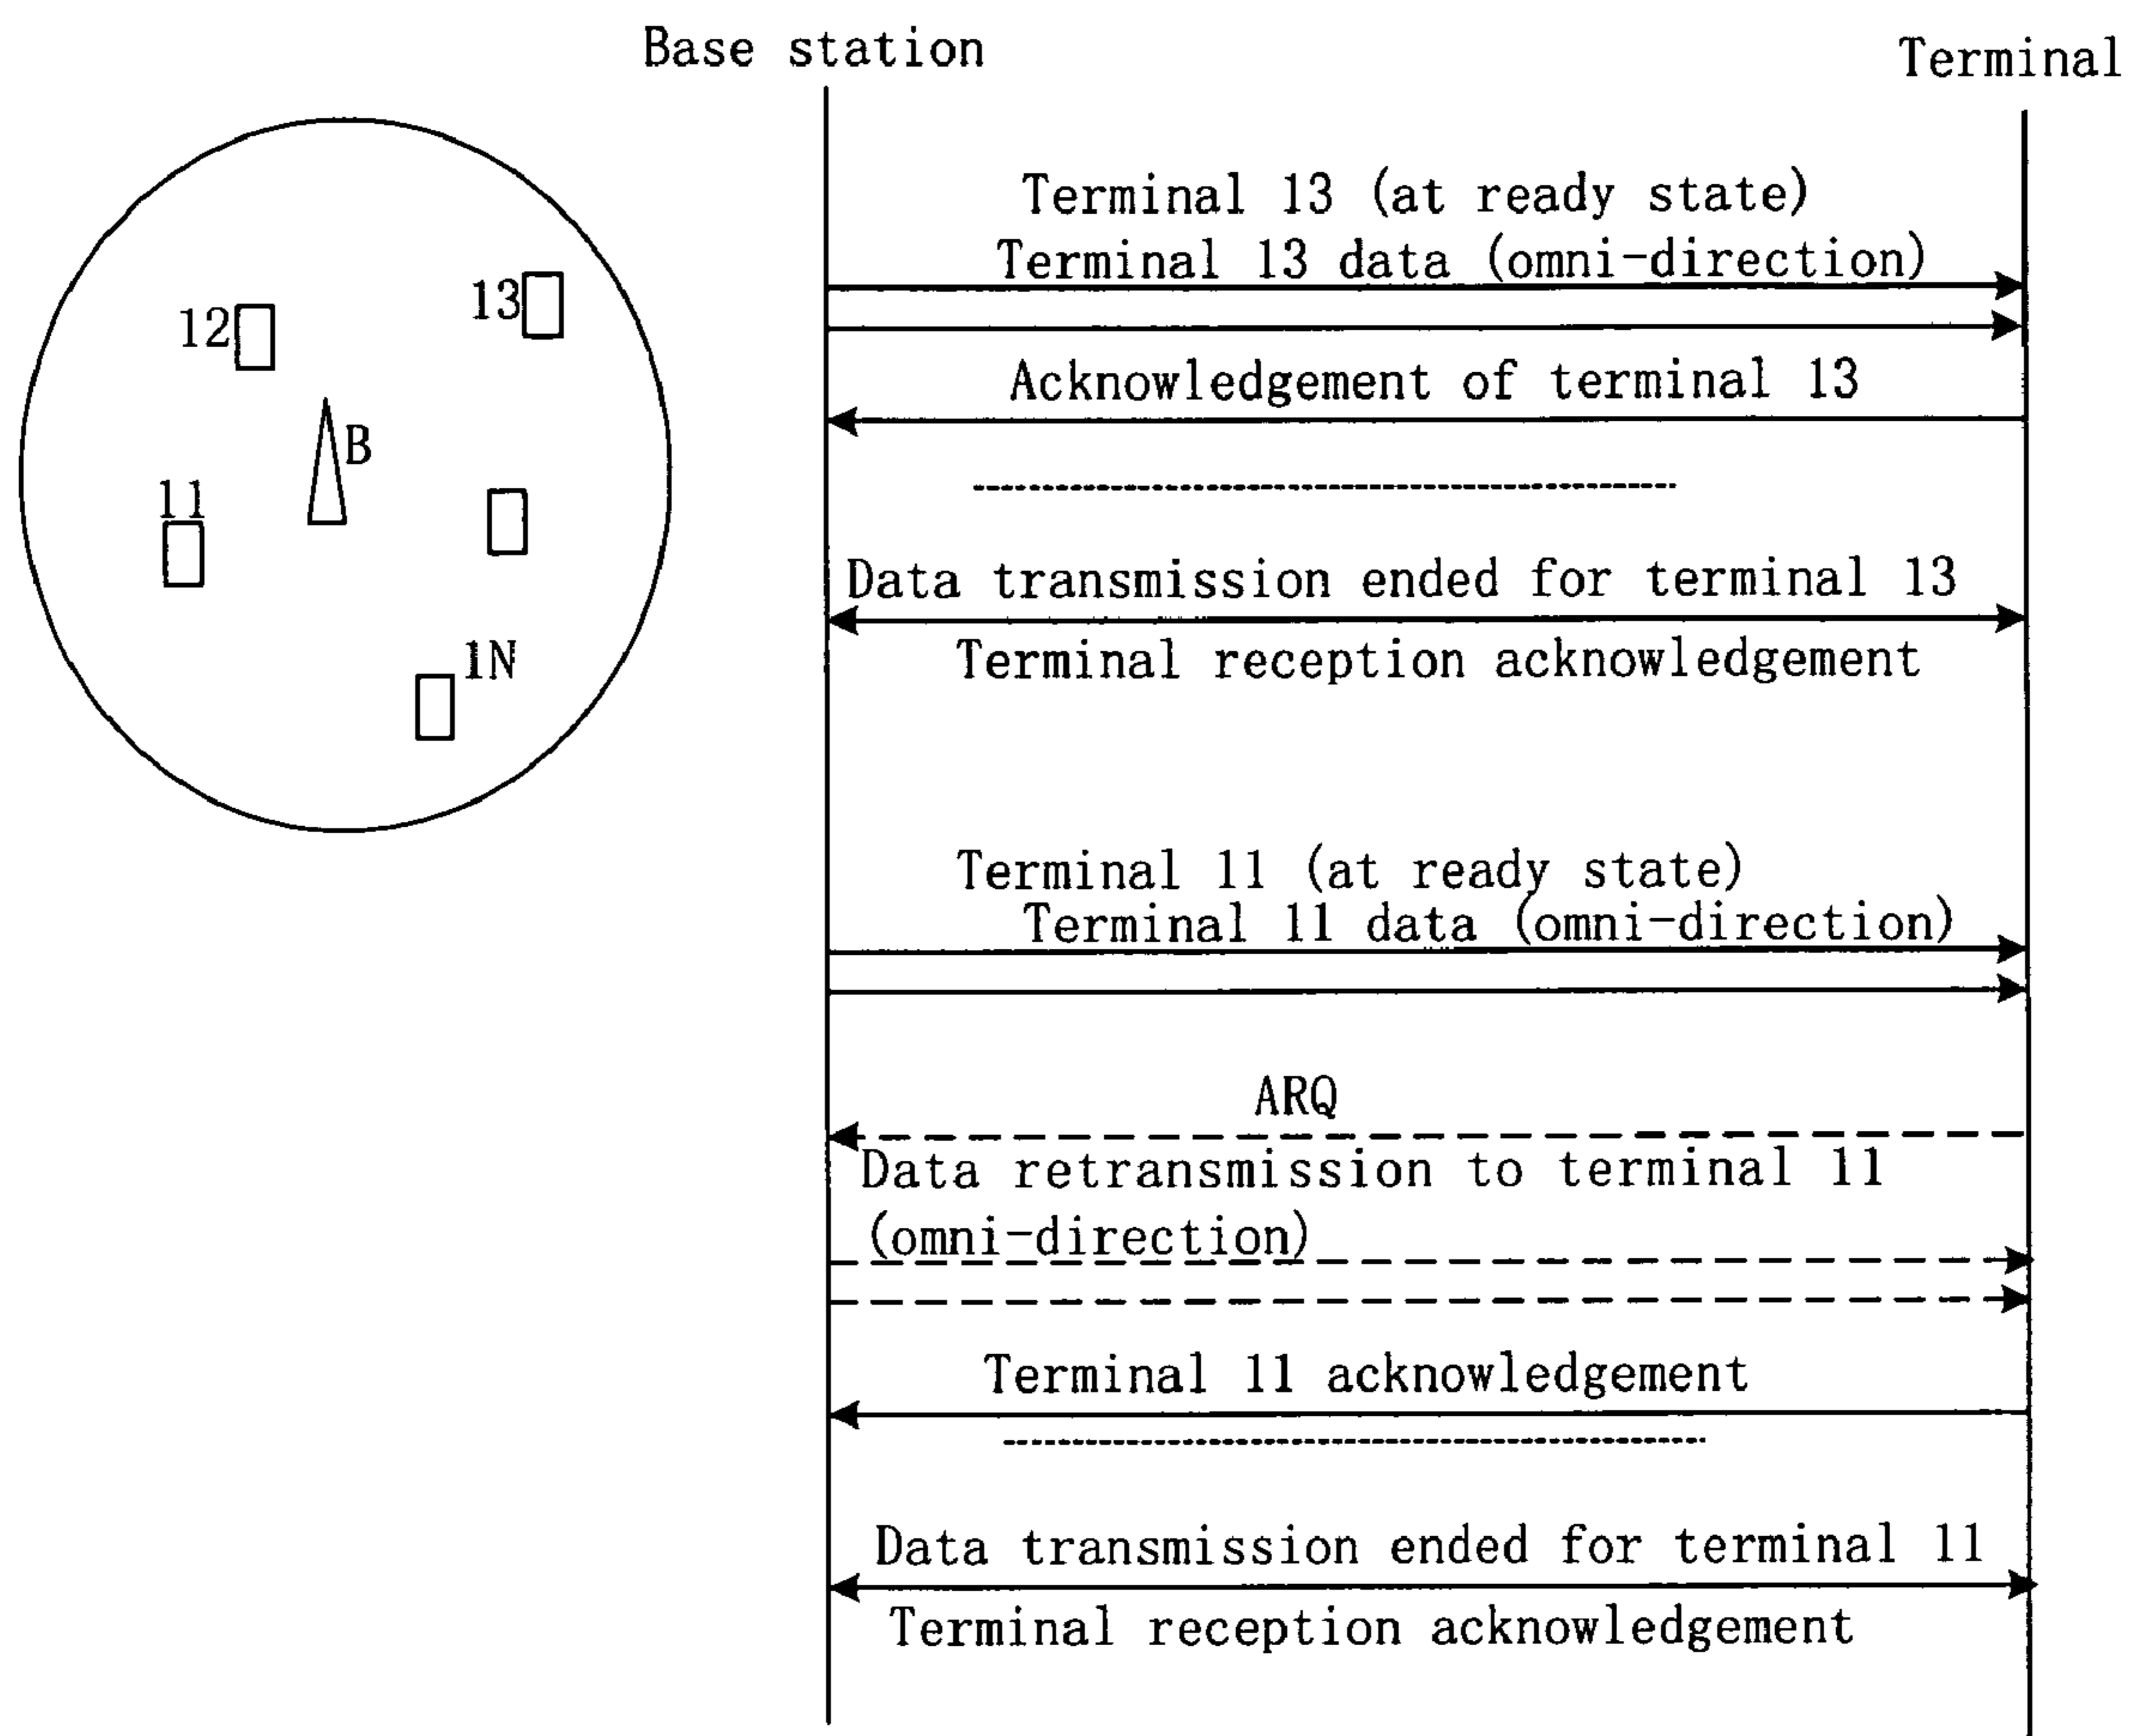 Base station
Terminal
12
13
B
11
1N
Terminal 13 (at ready state)
Terminal 13 data (omni-direction)
Acknowledgement of terminal 13
Data transmission ended for terminal 13
Terminal reception acknowledgement
Terminal 11 (at ready state)
Terminal 11 data (omni-direction)
ARQ
Data retransmission to terminal 11
(omni-direction)
Terminal 11 acknowledgement
Data transmission ended for terminal 11
Terminal reception acknowledgement